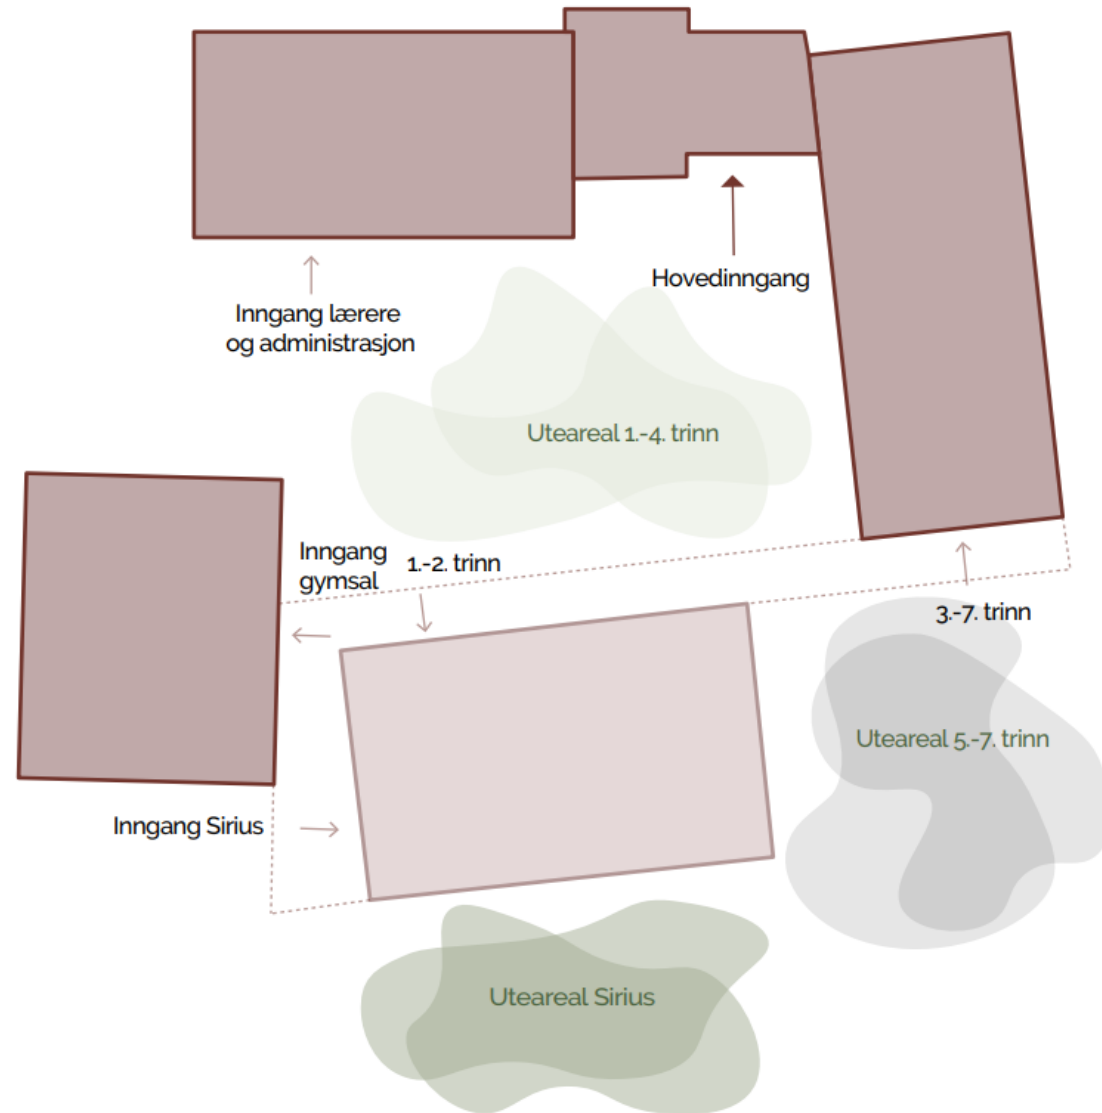 Hovedinngang
Inngang lærere
og administrasjon
Uteareal 1.-4. trinn
Inngang
gymsal
1.-2. trinn
3.-7. trinn
Uteareal 5.-7. trinn
Inngang Sirius
Uteareal Sirius